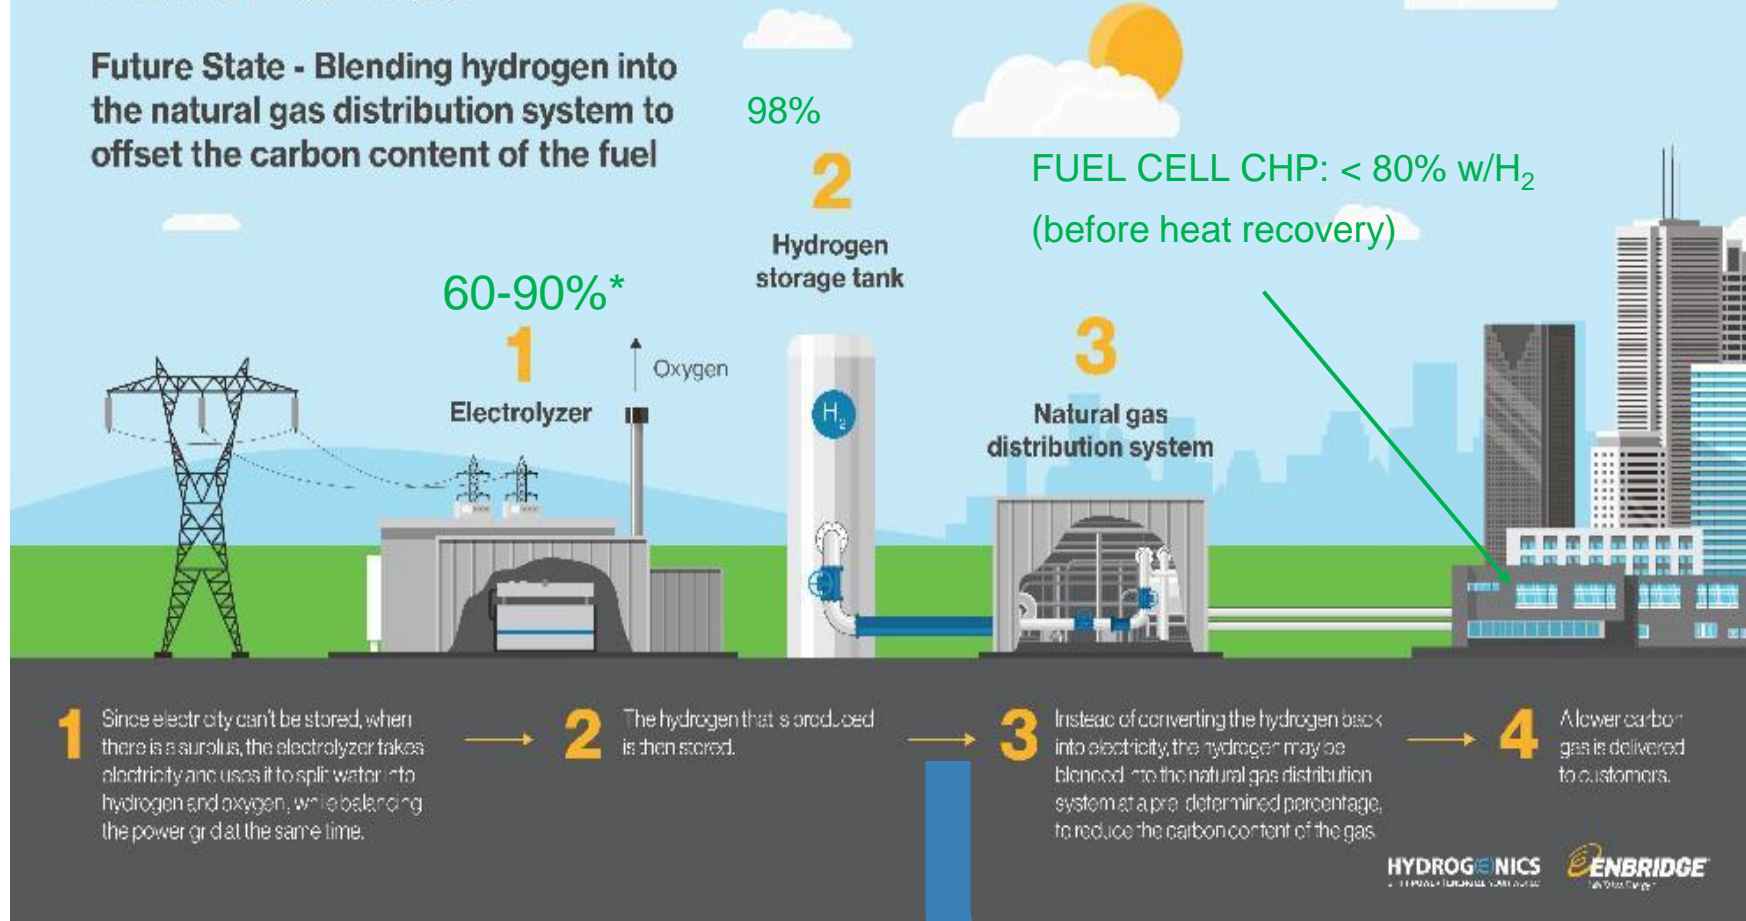 Future State - Blending hydrogen into
the natural gas distribution system to
offset the carbon content of the fuel
98%
2
Hydrogen
storage tank
FUEL CELL CHP: < 80% w/H₂
(before heat recovery)
60-90%*
1
Electrolyzer
Oxygen
H₂
3
Natural gas
distribution system
1
Since electricity can't be stored, when
there is a surplus, the electrolyzer takes
electricity and uses it to split water into
hydrogen and oxygen, while balancing
the power grid at the same time.
2
The hydrogen that is produced
is then stored.
3
Instead of converting the hydrogen back
into electricity, the hydrogen may be
blended into the natural gas distribution
system at a pre-determined percentage,
to reduce the carbon content of the gas.
4
A lower carbon
gas is delivered
to customers.
HYDROGENICS
ENBRIDGE